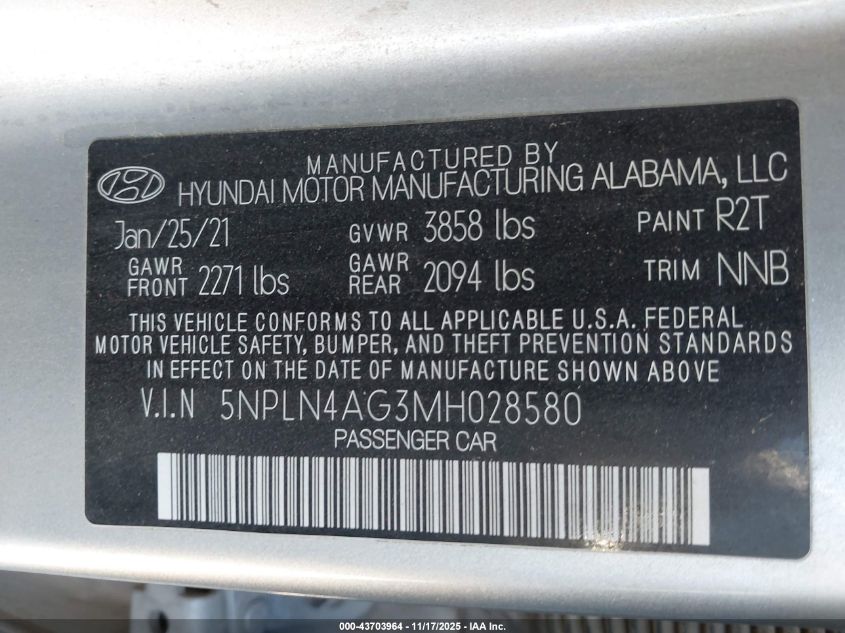 MANUFACTURED BY
HYUNDAI MOTOR MANUFACTURING ALABAMA, LLC
Jan/25/21 GVWR 3858 lbs PAINT R2T
GAWR FRONT 2271 lbs GAWR REAR 2094 lbs TRIM NNB
THIS VEHICLE CONFORMS TO ALL APPLICABLE U.S.A. FEDERAL
MOTOR VEHICLE SAFETY, BUMPER, AND THEFT PREVENTION STANDARDS
IN EFFECT ON THE DATE OF MANUFACTURE SHOWN ABOVE
V.I.N 5NPLN4AG3MH028580
PASSENGER CAR
000-43703964 - 11/17/2025 - IAA Inc.